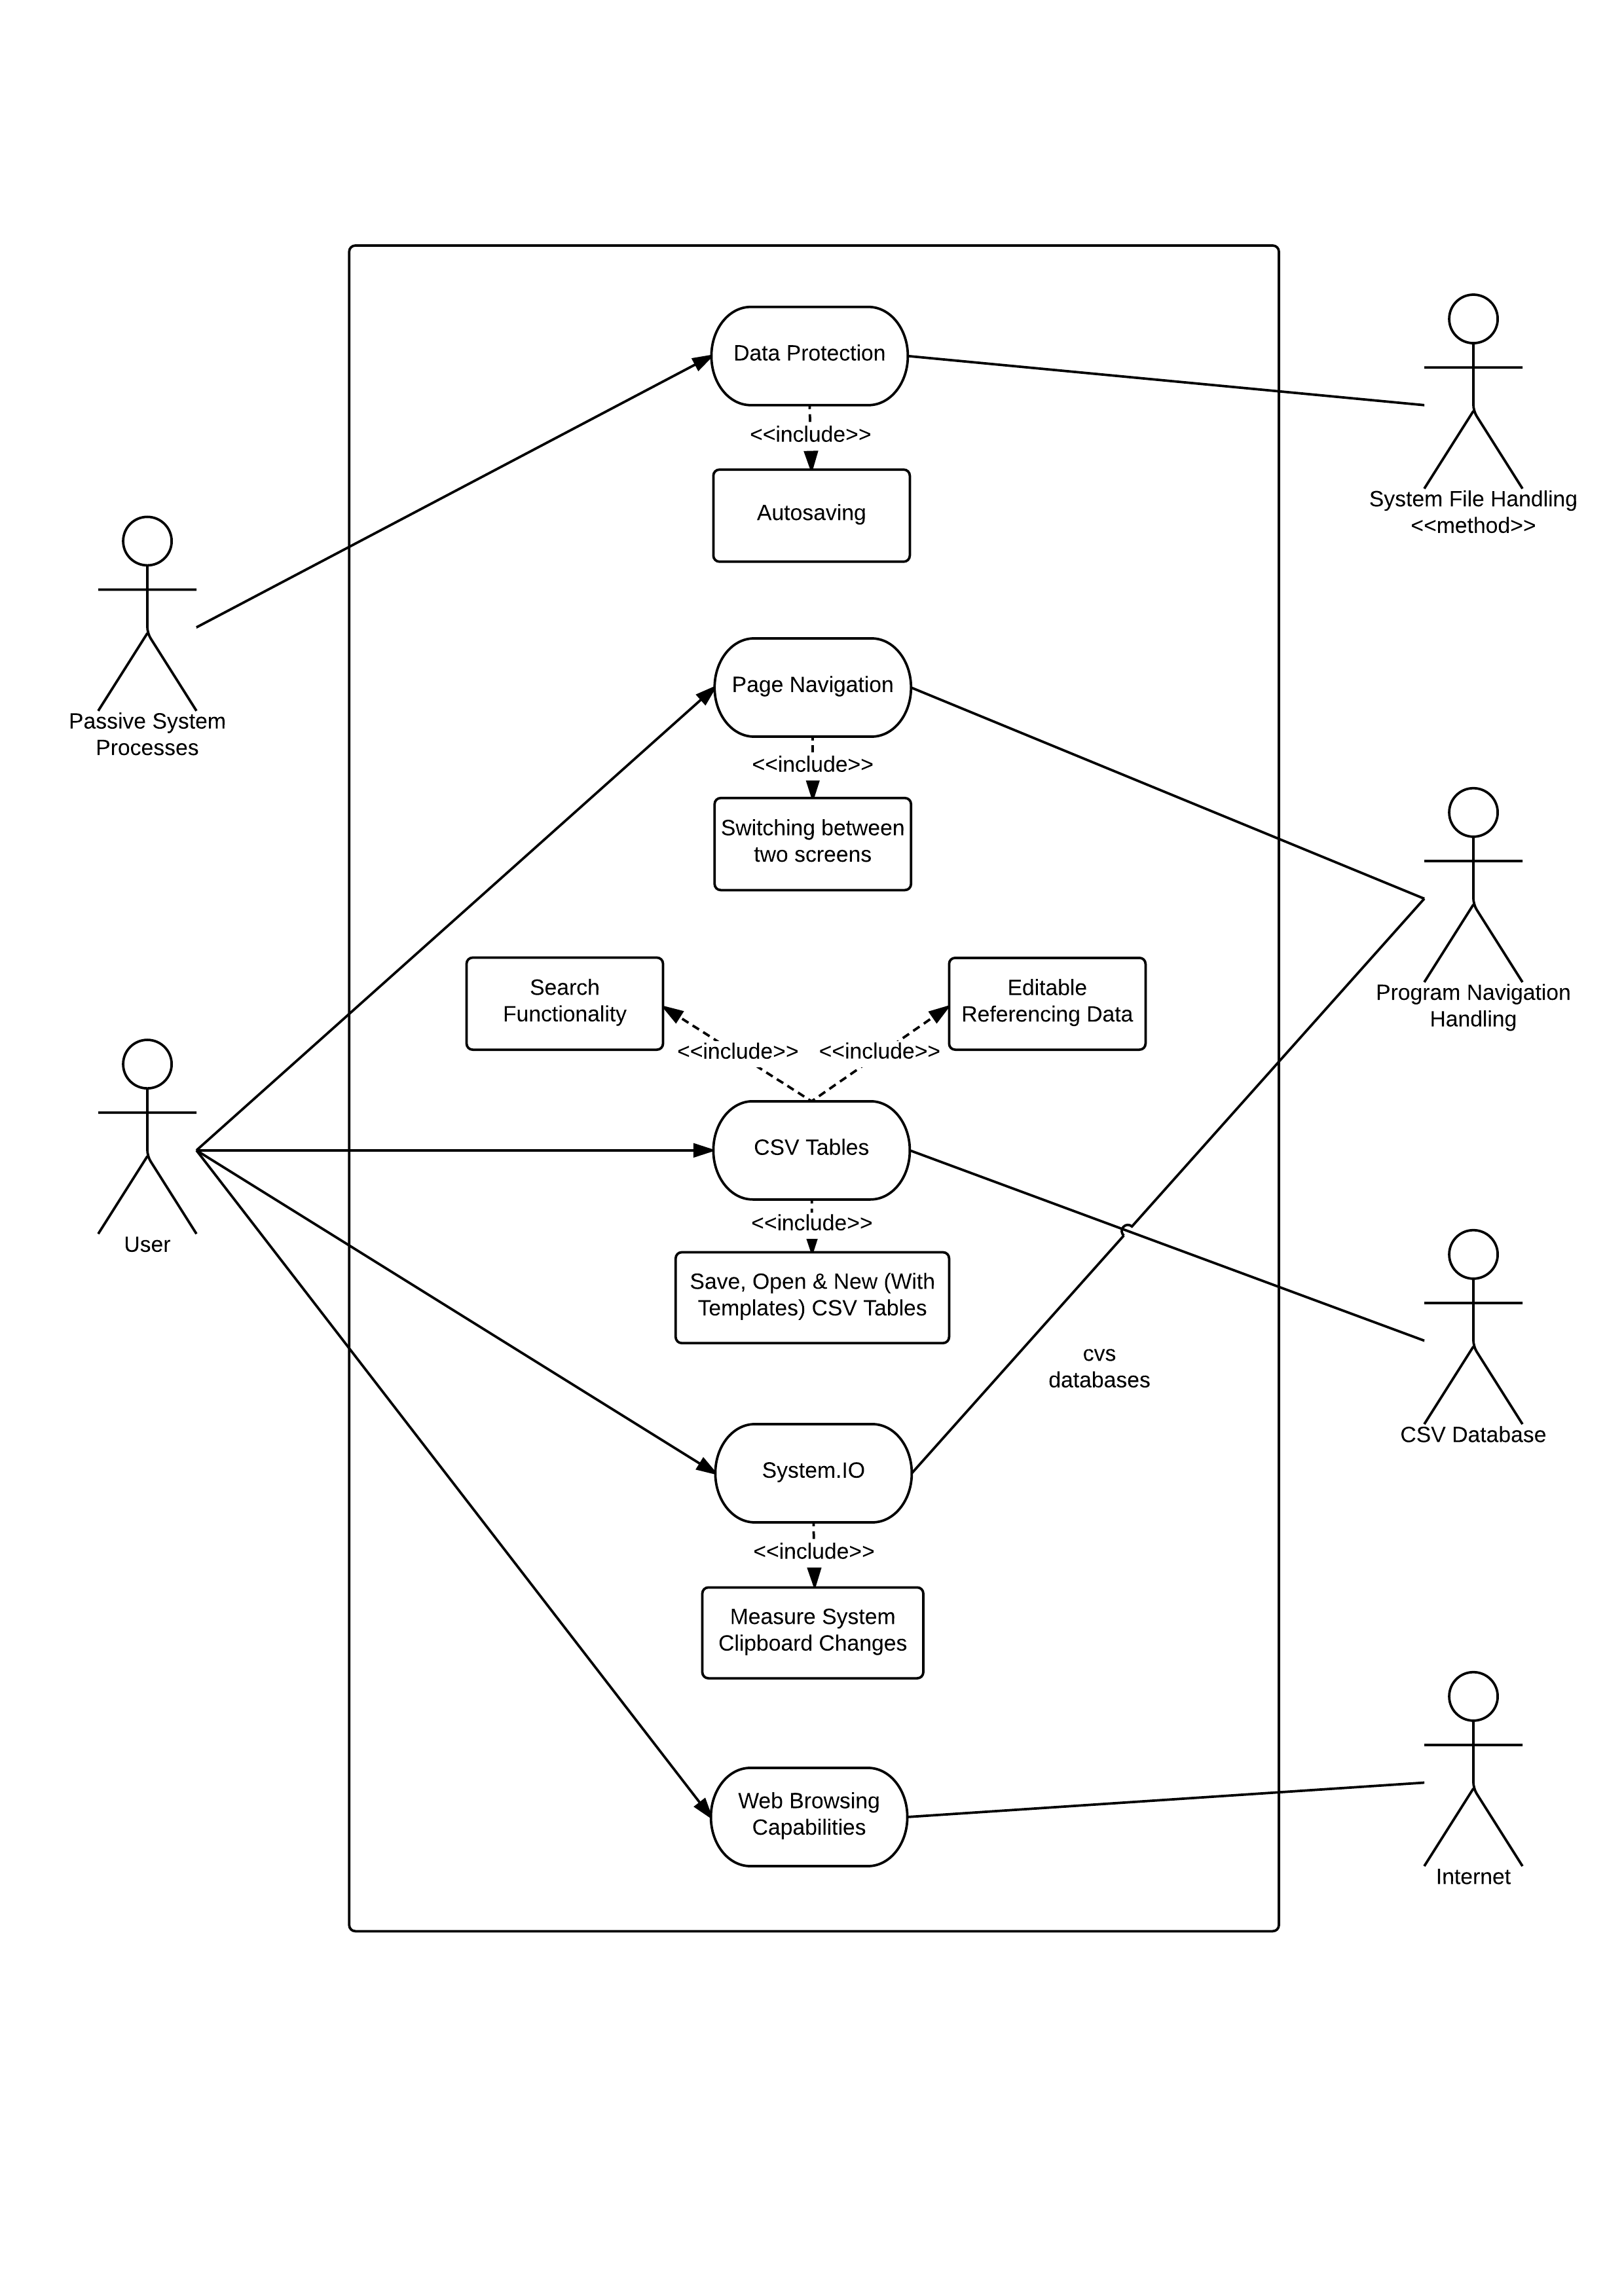 Data Protection
<<include>>
Autosaving
System File Handling
<<method>>
Passive System
Processes
Page Navigation
<<include>>
Switching between
two screens
Program Navigation
Handling
Search
Functionality
Editable
Referencing Data
<<include>>
<<include>>
CSV Tables
<<include>>
User
Save, Open & New (With
Templates) CSV Tables
cvs
databases
CSV Database
System.IO
<<include>>
Measure System
Clipboard Changes
Web Browsing
Capabilities
Internet